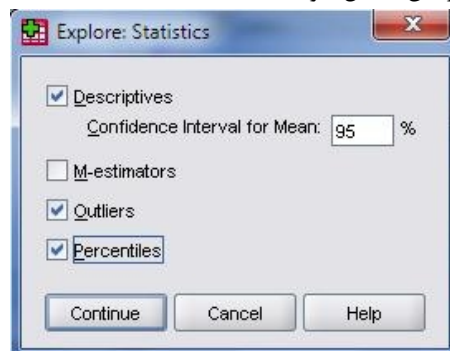 Explore: Statistics
Descriptives
Confidence Interval for Mean: 95 %
M-estimators
Outliers
Percentiles
Continue Cancel Help